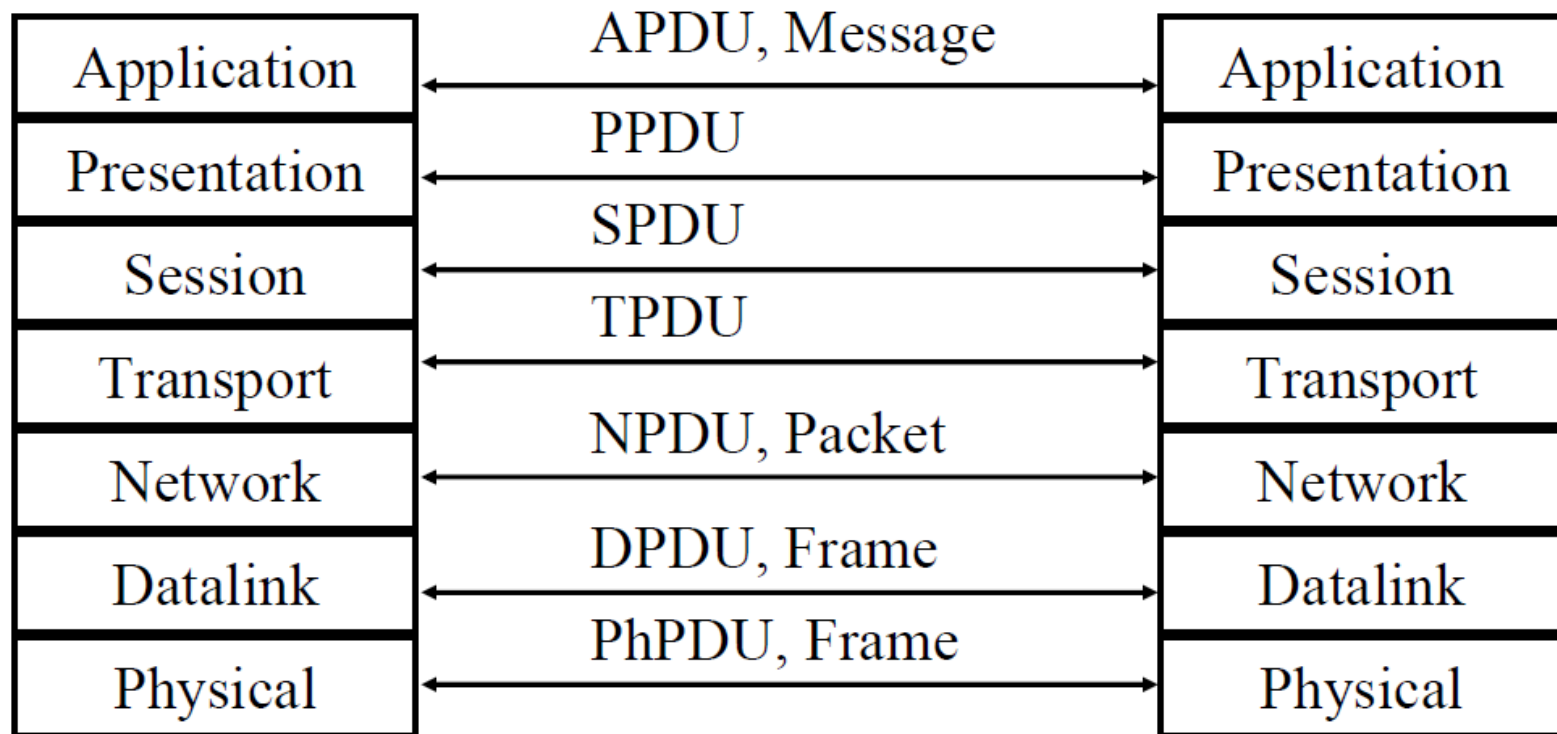 Application
APDU, Message
Application
Presentation
PPDU
Presentation
Session
SPDU
Session
Transport
TPDU
Transport
Network
NPDU, Packet
Network
Datalink
DPDU, Frame
Datalink
Physical
PhPDU, Frame
Physical